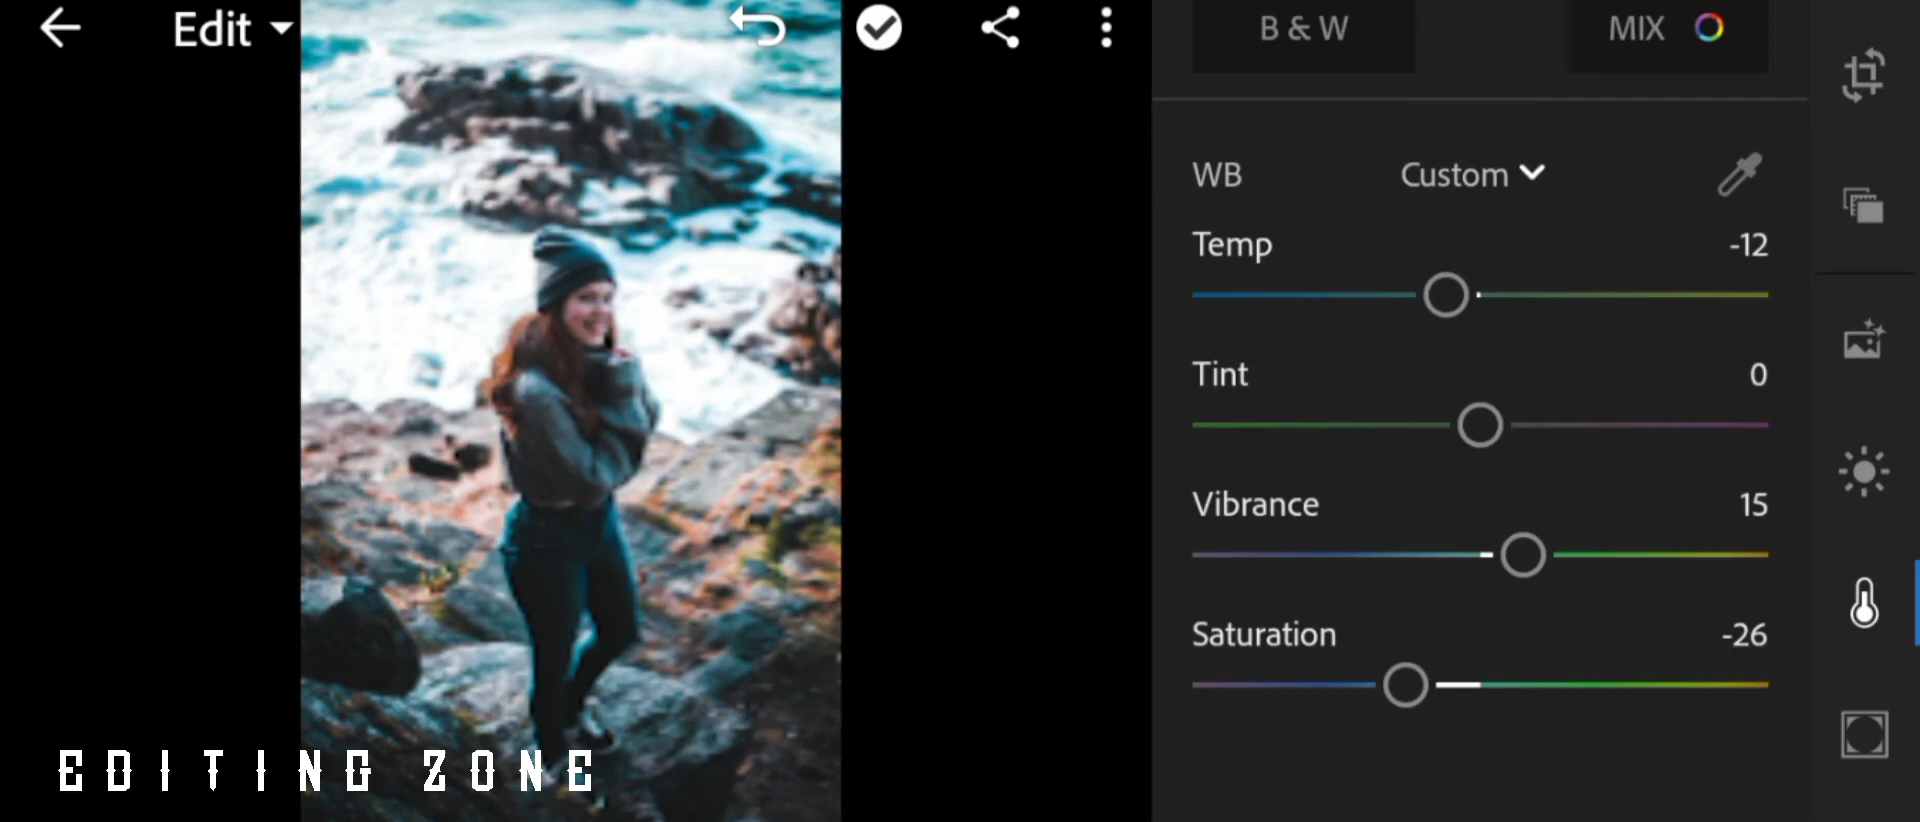 Edit
B & W
MIX
WB
Custom
Temp
-12
Tint
0
Vibrance
15
Saturation
-26
EDITING ZONE